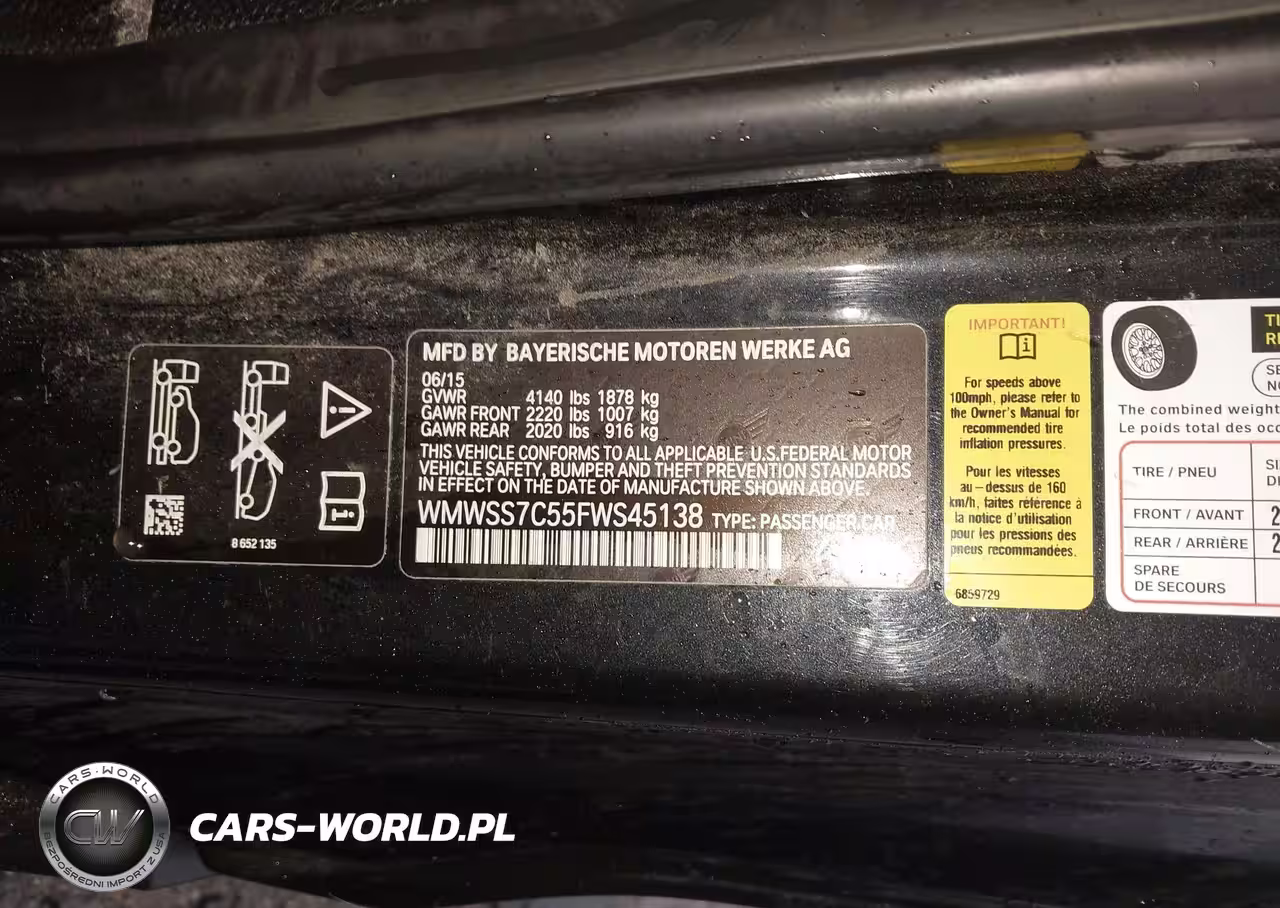 8 652 135
MFD BY BAYERISCHE MOTOREN WERKE AG
06/15
GVWR 4140 lbs 1878 kg
GAWR FRONT 2220 lbs 1007 kg
GAWR REAR 2020 lbs 916 kg
THIS VEHICLE CONFORMS TO ALL APPLICABLE U.S.FEDERAL MOTOR
VEHICLE SAFETY, BUMPER AND THEFT PREVENTION STANDARDS
IN EFFECT ON THE DATE OF MANUFACTURE SHOWN ABOVE.
WMWSS7C55FWS45138 TYPE: PASSENGER CAR
IMPORTANT!
For speeds above
100mph, please refer to
the Owner's Manual for
recommended tire
inflation pressures.
Pour les vitesses
au-dessus de 160
km/h, faites référence à
la notice d'utilisation
pour les pressions des
pneus recommandées.
6859729
The combined weight
Le poids total des occ
TIRE / PNEU
FRONT / AVANT 2
REAR / ARRIÈRE 2
SPARE
DE SECOURS
CARS-WORLD
CW
BEZPOŚREDNI IMPORT Z USA
CARS-WORLD.PL